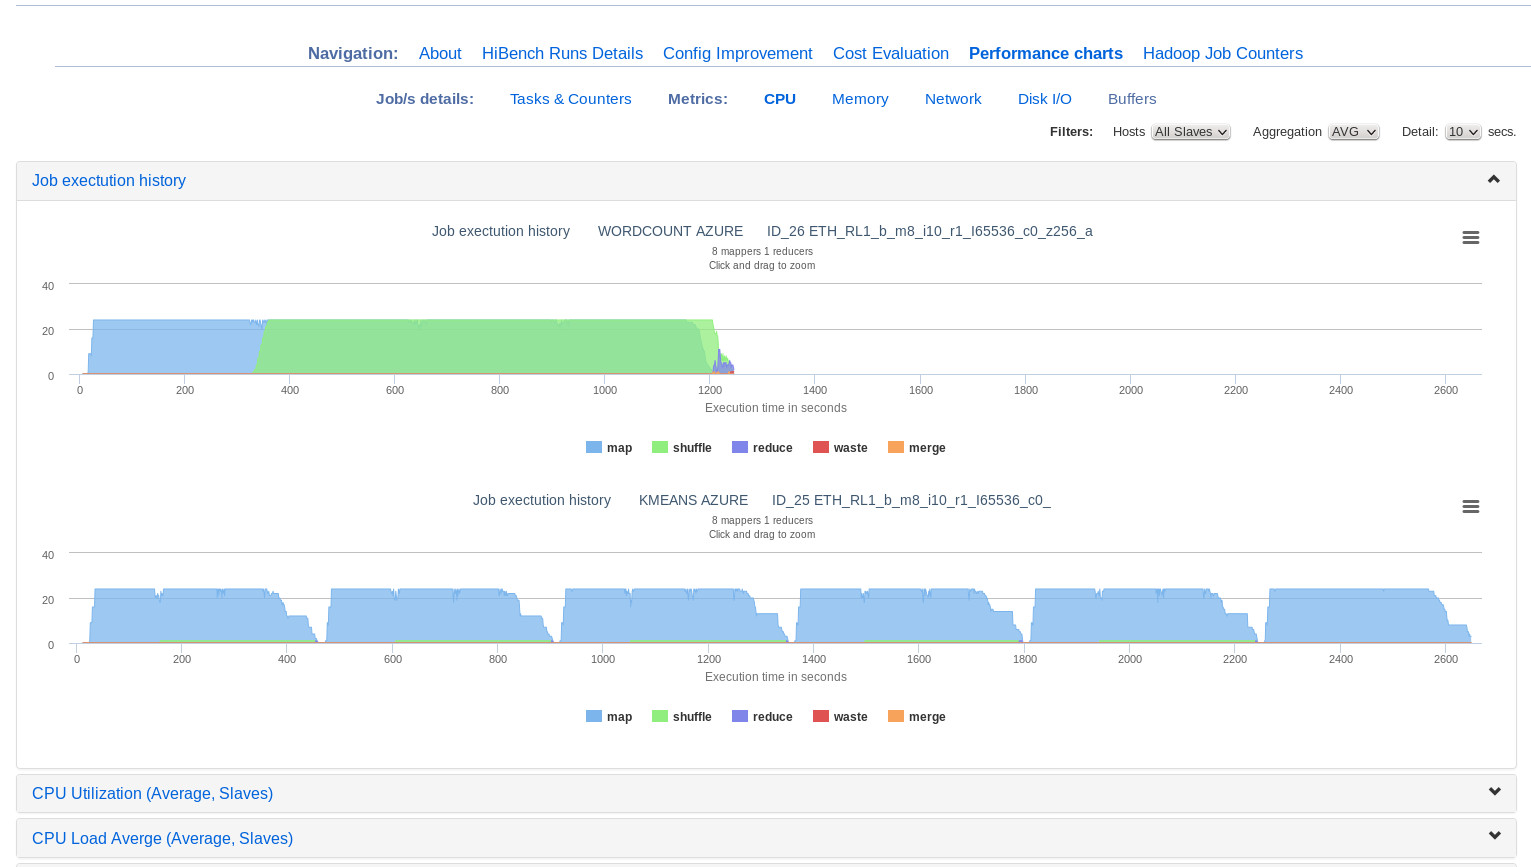 Navigation: About HiBench Runs Details Config Improvement Cost Evaluation Performance charts Hadoop Job Counters
Job/s details: Tasks & Counters Metrics: CPU Memory Network Disk I/O Buffers
Filters: Hosts All Slaves Aggregation AVG Detail: 10 secs.
Job exectution history
Job exectution history WORDCOUNT AZURE ID_26 ETH_RL1_b_m8_i10_r1_I65536_c0_z256_a
8 mappers 1 reducers
Click and drag to zoom
40
20
0
0 200 400 600 800 1000 1200 1400 1600 1800 2000 2200 2400 2600
Execution time in seconds
map shuffle reduce waste merge
Job exectution history KMEANS AZURE ID_25 ETH_RL1_b_m8_i10_r1_I65536_c0_
8 mappers 1 reducers
Click and drag to zoom
40
20
0
0 200 400 600 800 1000 1200 1400 1600 1800 2000 2200 2400 2600
Execution time in seconds
map shuffle reduce waste merge
CPU Utilization (Average, Slaves)
CPU Load Averge (Average, Slaves)